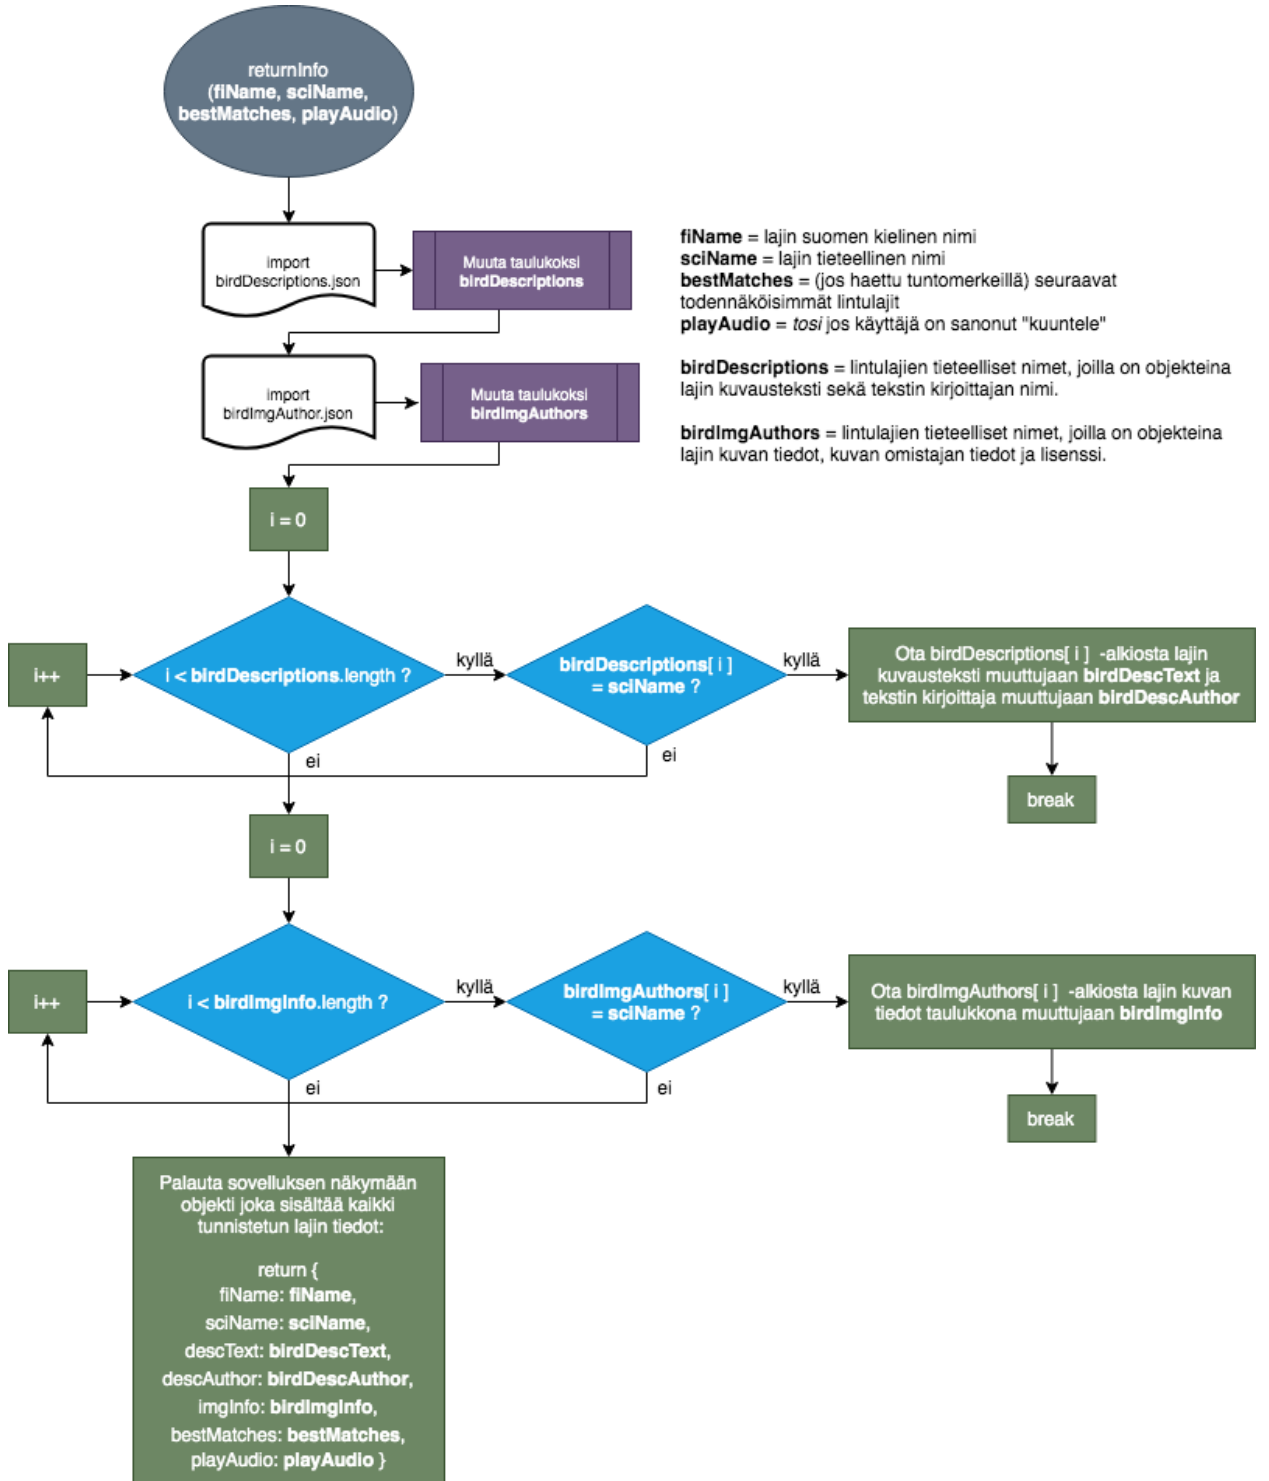 returnInfo
(fiName, sciName,
bestMatches, playAudio)
import
birdDescriptions.json
Muuta taulukoksi
birdDescriptions
fiName = lajin suomen kielinen nimi
sciName = lajin tieteellinen nimi
bestMatches = (jos haettu tuntomerkeillä) seuraavat
todennäköisimmät lintulajit
playAudio = tosi jos käyttäjä on sanonut "kuuntele"
birdDescriptions = lintulajien tieteelliset nimet, joilla on objekteina
lajin kuvausteksti sekä tekstin kirjoittajan nimi.
birdImgAuthors = lintulajien tieteelliset nimet, joilla on objekteina
lajin kuvan tiedot, kuvan omistajan tiedot ja lisenssi.
import
birdImgAuthor.json
Muuta taulukoksi
birdImgAuthors
i = 0
i++
i < birdDescriptions.length ?
kyllä
birdDescriptions[ i ]
= sciName ?
kyllä
Ota birdDescriptions[ i ] -alkiosta lajin
kuvausteksti muuttujaan birdDescText ja
tekstin kirjoittaja muuttujaan birdDescAuthor
ei
ei
break
i = 0
i++
i < birdImgInfo.length ?
kyllä
birdImgAuthors[ i ]
= sciName ?
kyllä
Ota birdImgAuthors[ i ] -alkiosta lajin kuvan
tiedot taulukkona muuttujaan birdImgInfo
ei
ei
break
Palauta sovelluksen näkymään
objekti joka sisältää kaikki
tunnistetun lajin tiedot:
return {
fiName: fiName,
sciName: sciName,
descText: birdDescText,
descAuthor: birdDescAuthor,
imgInfo: birdImgInfo,
bestMatches: bestMatches,
playAudio: playAudio }